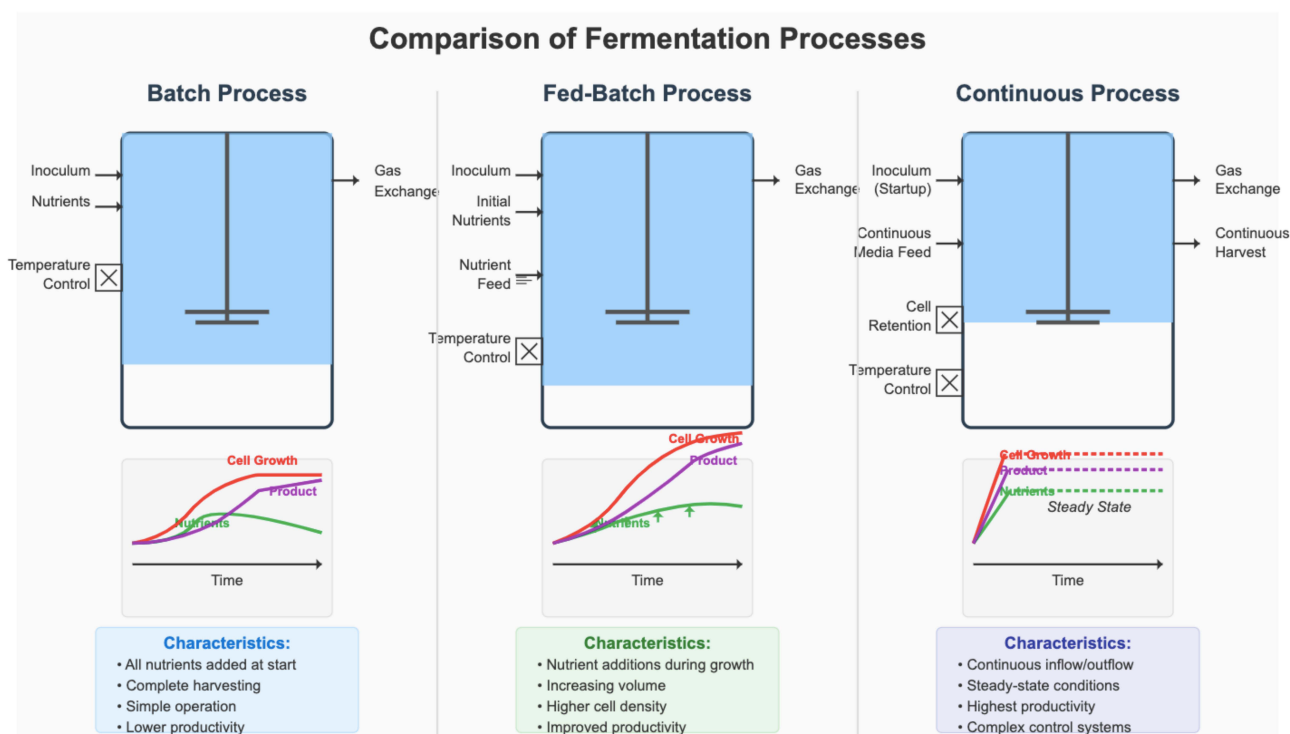 Comparison of Fermentation Processes
Batch Process
Inoculum
Nutrients
Temperature
Control
Gas
Exchange
Cell Growth
Product
Nutrients
Time
Characteristics:
• All nutrients added at start
• Complete harvesting
• Simple operation
• Lower productivity
Fed-Batch Process
Inoculum
Initial
Nutrients
Nutrient
Feed
Temperature
Control
Gas
Exchange
Cell Growth
Product
Nutrients
Time
Characteristics:
• Nutrient additions during growth
• Increasing volume
• Higher cell density
• Improved productivity
Continuous Process
Inoculum
(Startup)
Continuous
Media Feed
Cell
Retention
Temperature
Control
Gas
Exchange
Continuous
Harvest
Cell Growth
Product
Nutrients
Steady State
Time
Characteristics:
• Continuous inflow/outflow
• Steady-state conditions
• Highest productivity
• Complex control systems